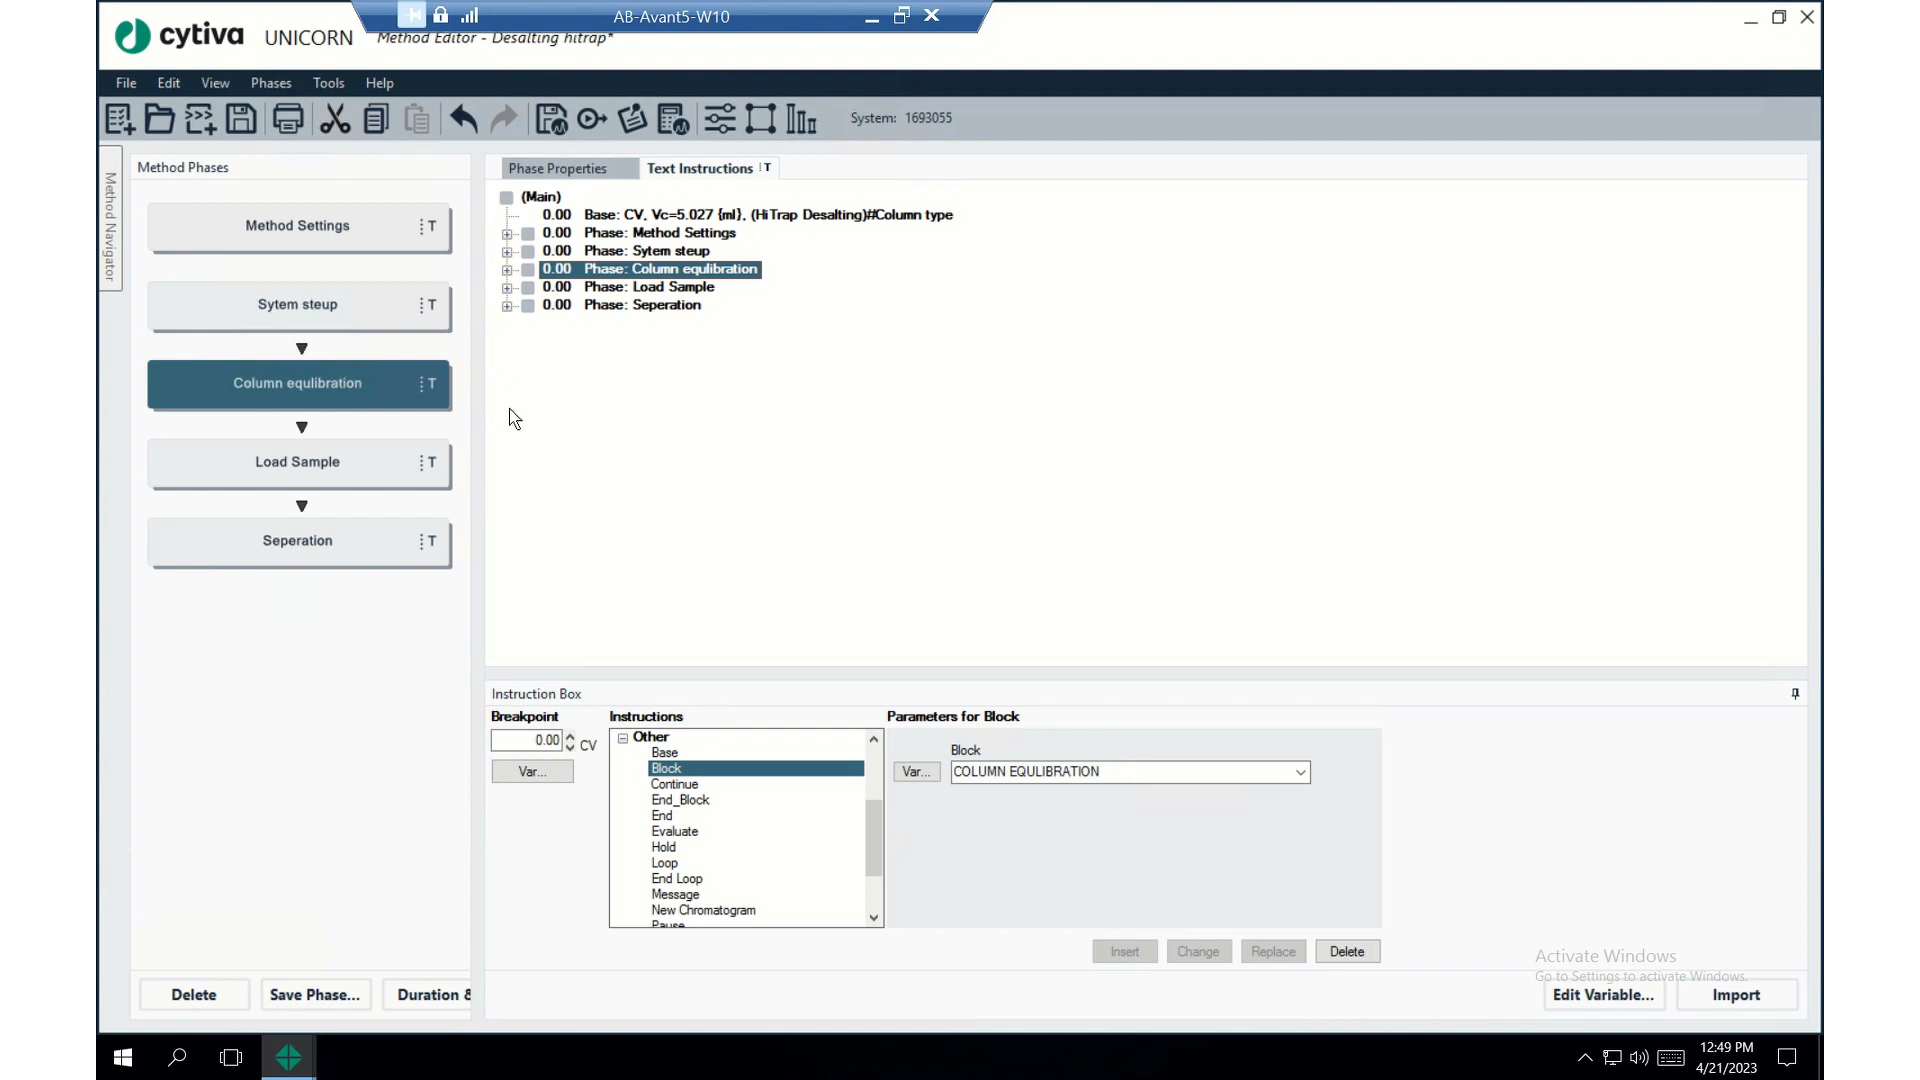 AB-Avant5-W10
cytiva UNICORN Method Editor - Desalting hitrap*
File Edit View Phases Tools Help
System: 1693055
Method Navigator
Method Phases
Method Settings T
Sytem steup T
Column equlibration T
Load Sample T
Seperation T
Delete Save Phase... Duration &
Phase Properties Text Instructions T
(Main)
0.00 Base: CV, Vc=5.027 {ml}, (HiTrap Desalting)#Column type
0.00 Phase: Method Settings
0.00 Phase: Sytem steup
0.00 Phase: Column equlibration
0.00 Phase: Load Sample
0.00 Phase: Seperation
Instruction Box
Breakpoint Instructions Parameters for Block
0.00 CV
Var...
Other
Base
Block
Continue
End_Block
End
Evaluate
Hold
Loop
End Loop
Message
New Chromatogram
Pause
Block
Var... COLUMN EQULIBRATION
Insert Change Replace Delete
Activate Windows
Go to Settings to activate Windows.
Edit Variable... Import
12:49 PM
4/21/2023